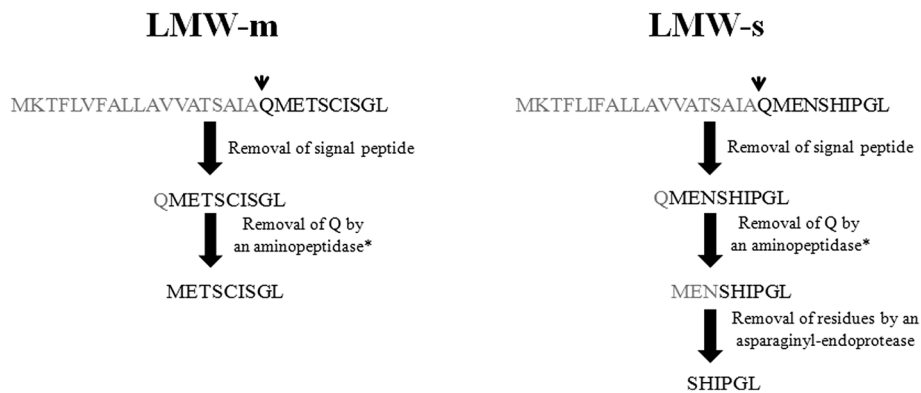 LMW-m
MKTFLVFALLAVVATSAIAQMETSCISGL
Removal of signal peptide
QMETSCISGL
Removal of Q by
an aminopeptidase*
METSCISGL
LMW-s
MKTFLIFALLAVVATSAIAQMENSHIPGL
Removal of signal peptide
QMENSHIPGL
Removal of Q by
an aminopeptidase*
MENSHIPGL
Removal of residues by an
asparaginyl-endoprotease
SHIPGL